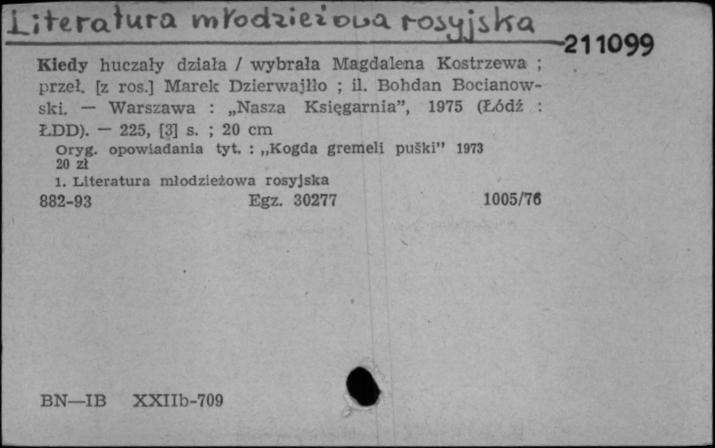 Literatura młodzieżowa rosyjska
211099
Kiedy huczały działa / wybrała Magdalena Kostrzewa ;
przeł. [z ros.] Marek Dzierwajłło ; il. Bohdan Bocianow-
ski. — Warszawa : „Nasza Księgarnia”, 1975 (Łódź :
ŁDD). — 225, [3] s. ; 20 cm
Oryg. opowiadania tyt. : „Kogda gremeli puški” 1973
20 zł
1. Literatura młodzieżowa rosyjska
882-93 Egz. 30277 1005/76
BN—IB XXIIb-709